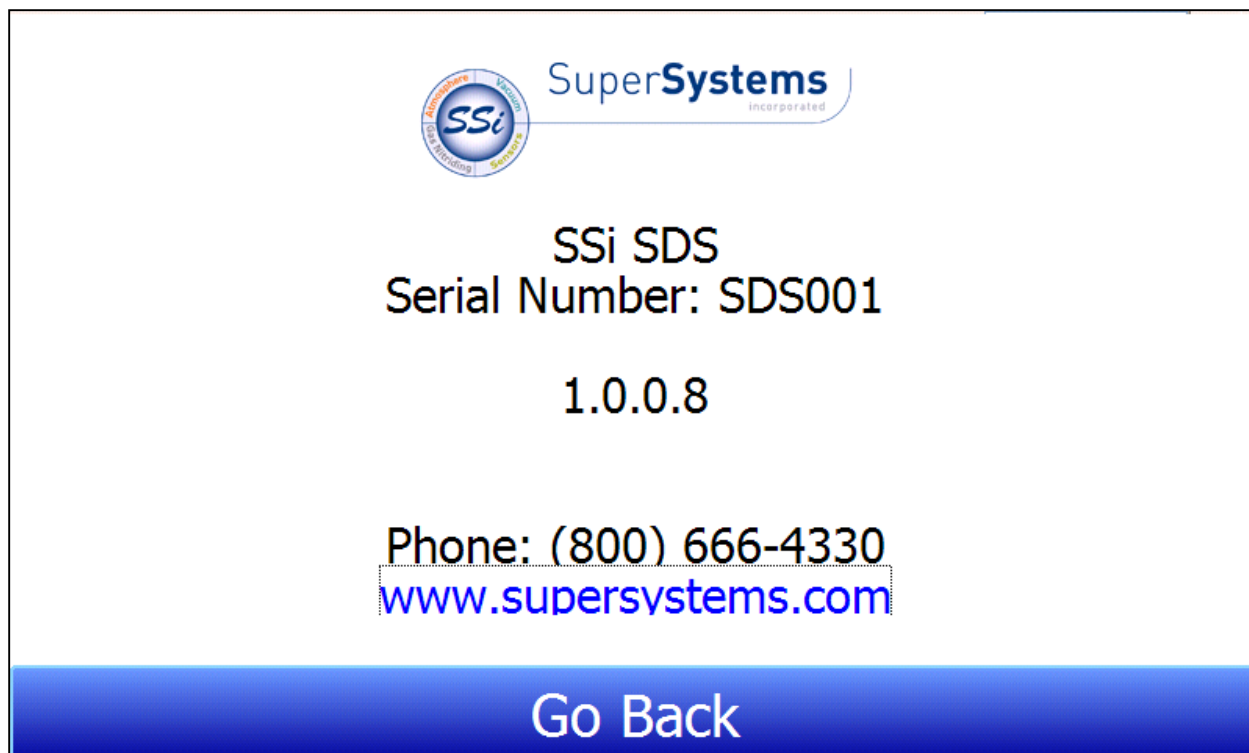 SuperSystems
incorporated
Atmosphere
Vacuum
SSi
Gas Nitriding
Sensors
SSi SDS
Serial Number: SDS001
1.0.0.8
Phone: (800) 666-4330
www.supersystems.com
Go Back